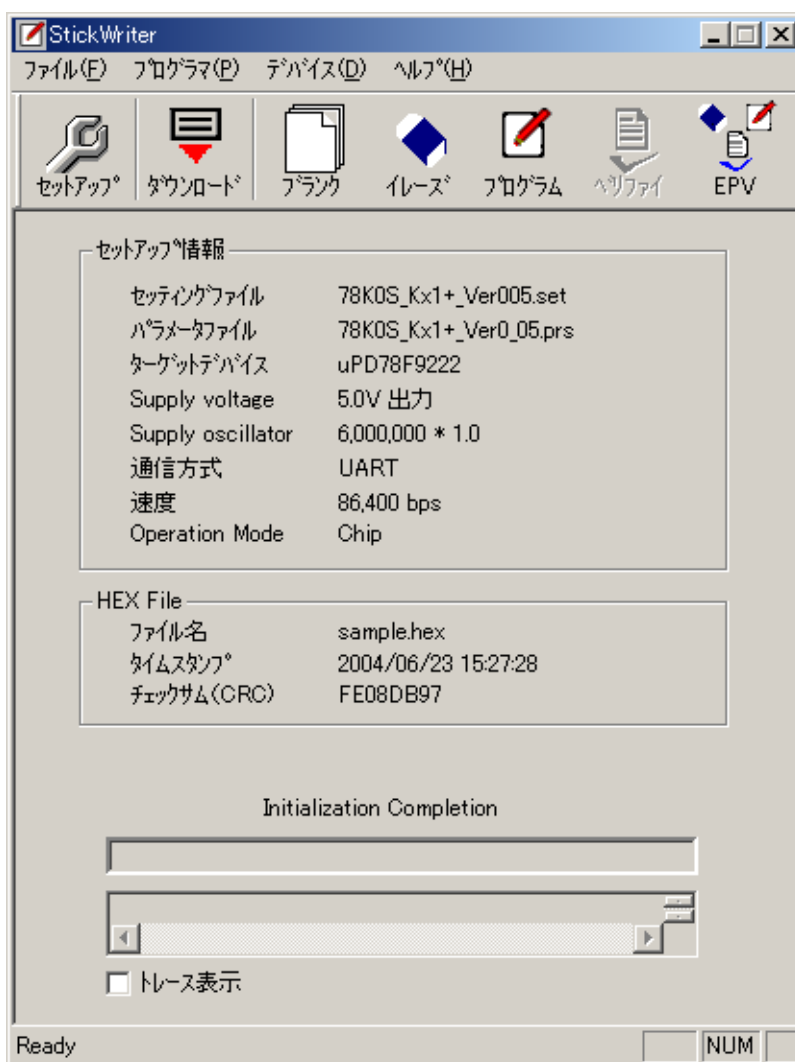 StickWriter
ﾌｧｲﾙ(F) ﾌﾟﾛｸﾞﾗﾏ(P) ﾃﾞﾊﾞｲｽ(D) ﾍﾙﾌﾟ(H)
ｾｯﾄｱｯﾌﾟ ﾀﾞｳﾝﾛｰﾄﾞ ﾌﾞﾗﾝｸ ｲﾚｰｽﾞ ﾌﾟﾛｸﾞﾗﾑ ﾍﾞﾘﾌｧｲ EPV
ｾｯﾄｱｯﾌﾟ情報
ｾｯﾃｨﾝｸﾞﾌｧｲﾙ 78K0S_Kx1+_Ver005.set
ﾊﾟﾗﾒｰﾀﾌｧｲﾙ 78K0S_Kx1+_Ver0_05.prs
ﾀｰｹﾞｯﾄﾃﾞﾊﾞｲｽ uPD78F9222
Supply voltage 5.0V 出力
Supply oscillator 6,000,000 * 1.0
通信方式 UART
速度 86,400 bps
Operation Mode Chip
HEX File
ﾌｧｲﾙ名 sample.hex
ﾀｲﾑｽﾀﾝﾌﾟ 2004/06/23 15:27:28
ﾁｪｯｸｻﾑ(CRC) FE08DB97
Initialization Completion
ﾄﾚｰｽ表示
Ready NUM